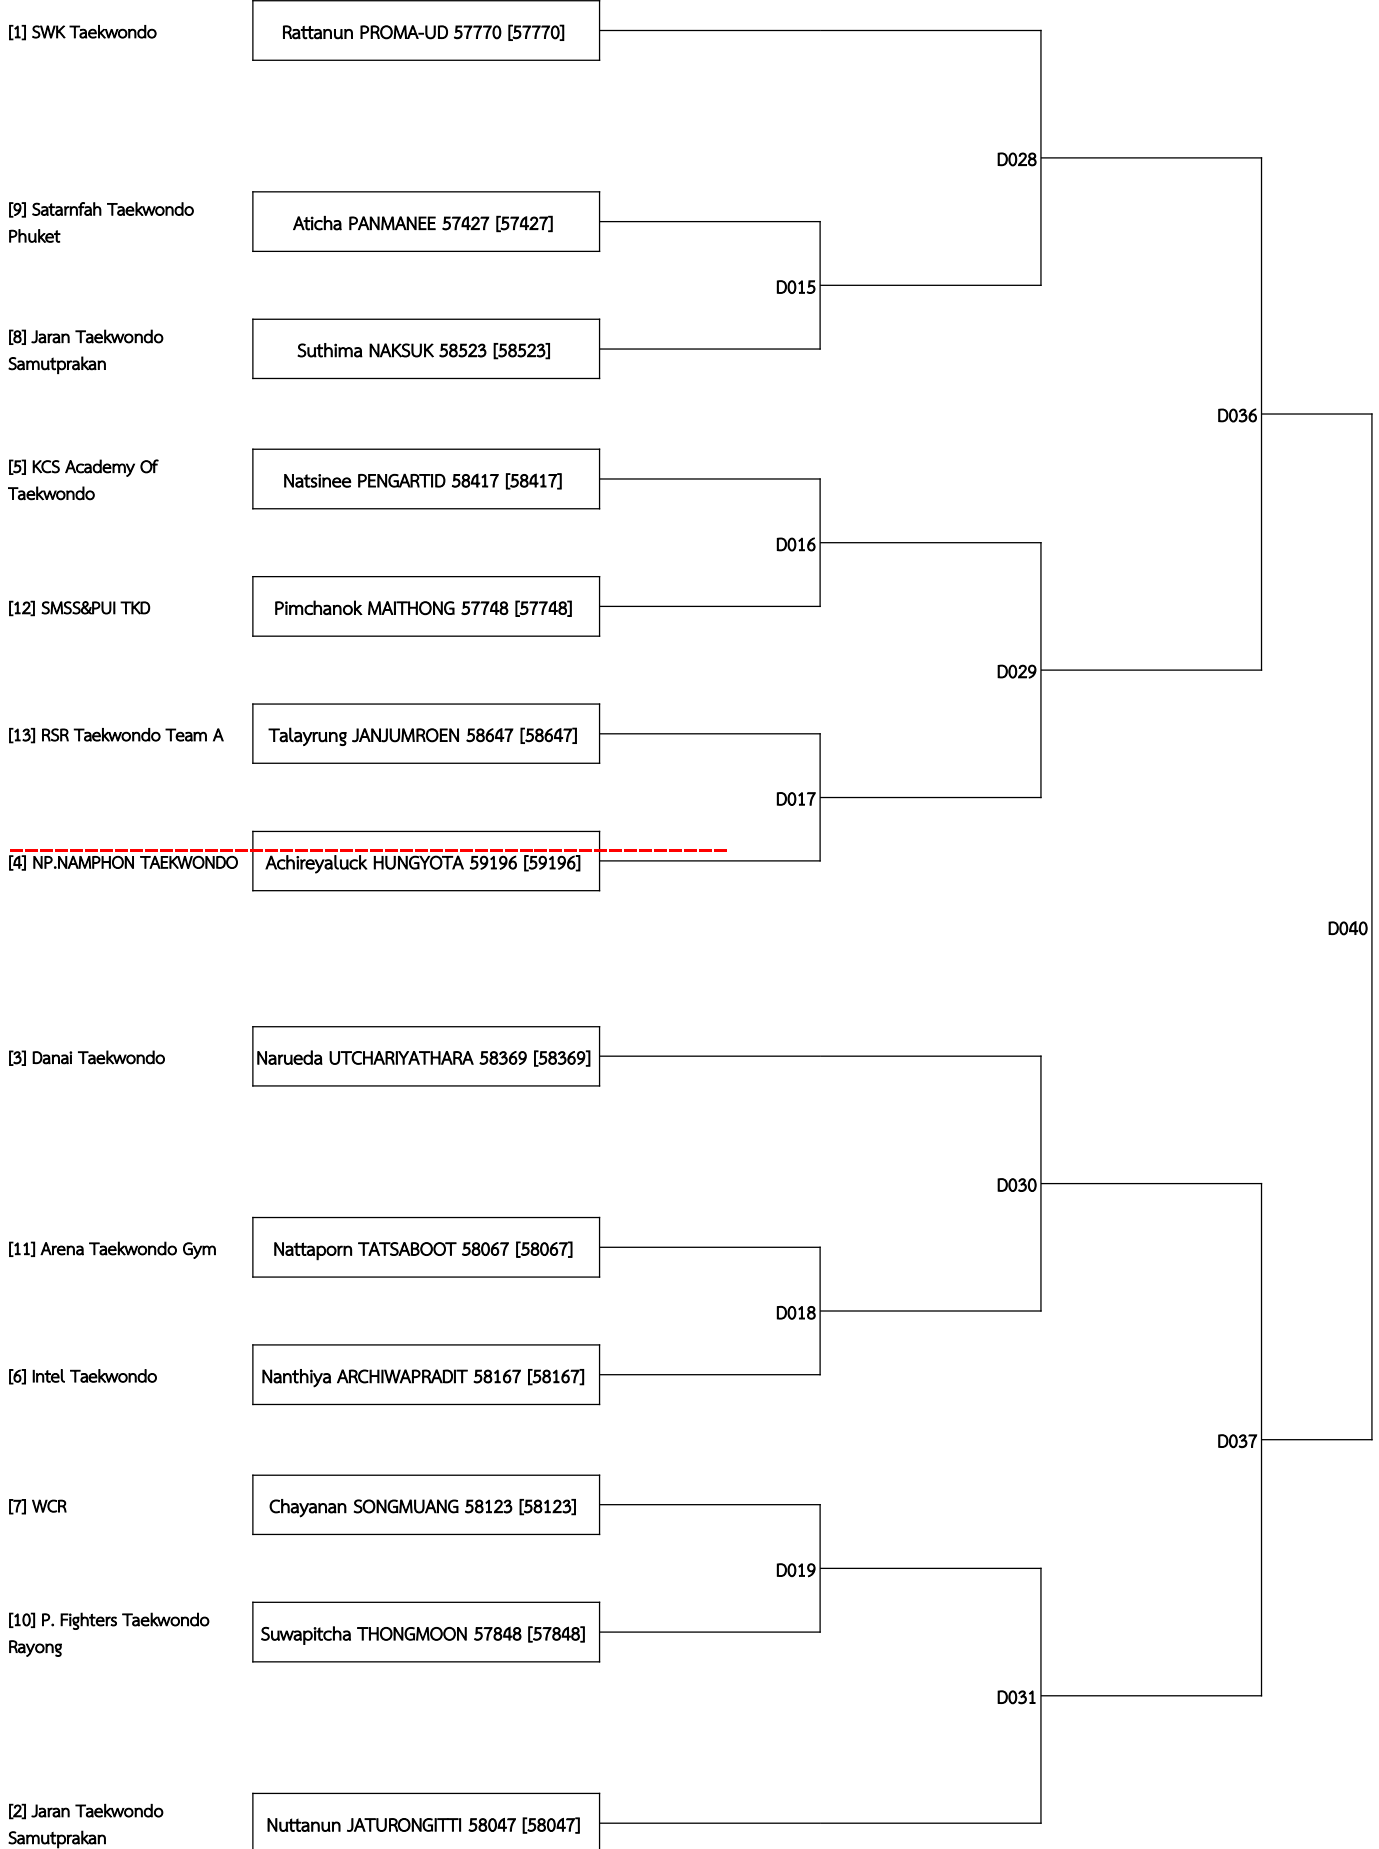 [1] SWK Taekwondo
Rattanun PROMA-UD 57770 [57770]
D028
[9] Satarnfah Taekwondo
Phuket
Aticha PANMANEE 57427 [57427]
D015
[8] Jaran Taekwondo
Samutprakan
Suthima NAKSUK 58523 [58523]
D036
[5] KCS Academy Of
Taekwondo
Natsinee PENGARTID 58417 [58417]
D016
[12] SMSS&PUI TKD
Pimchanok MAITHONG 57748 [57748]
D029
[13] RSR Taekwondo Team A
Talayrung JANJUMROEN 58647 [58647]
D017
[4] NP.NAMPHON TAEKWONDO
Achireyaluck HUNGYOTA 59196 [59196]
D040
[3] Danai Taekwondo
Narueda UTCHARIYATHARA 58369 [58369]
D030
[11] Arena Taekwondo Gym
Nattaporn TATSABOOT 58067 [58067]
D018
[6] Intel Taekwondo
Nanthiya ARCHIWAPRADIT 58167 [58167]
D037
[7] WCR
Chayanan SONGMUANG 58123 [58123]
D019
[10] P. Fighters Taekwondo
Rayong
Suwapitcha THONGMOON 57848 [57848]
D031
[2] Jaran Taekwondo
Samutprakan
Nuttanun JATURONGITTI 58047 [58047]